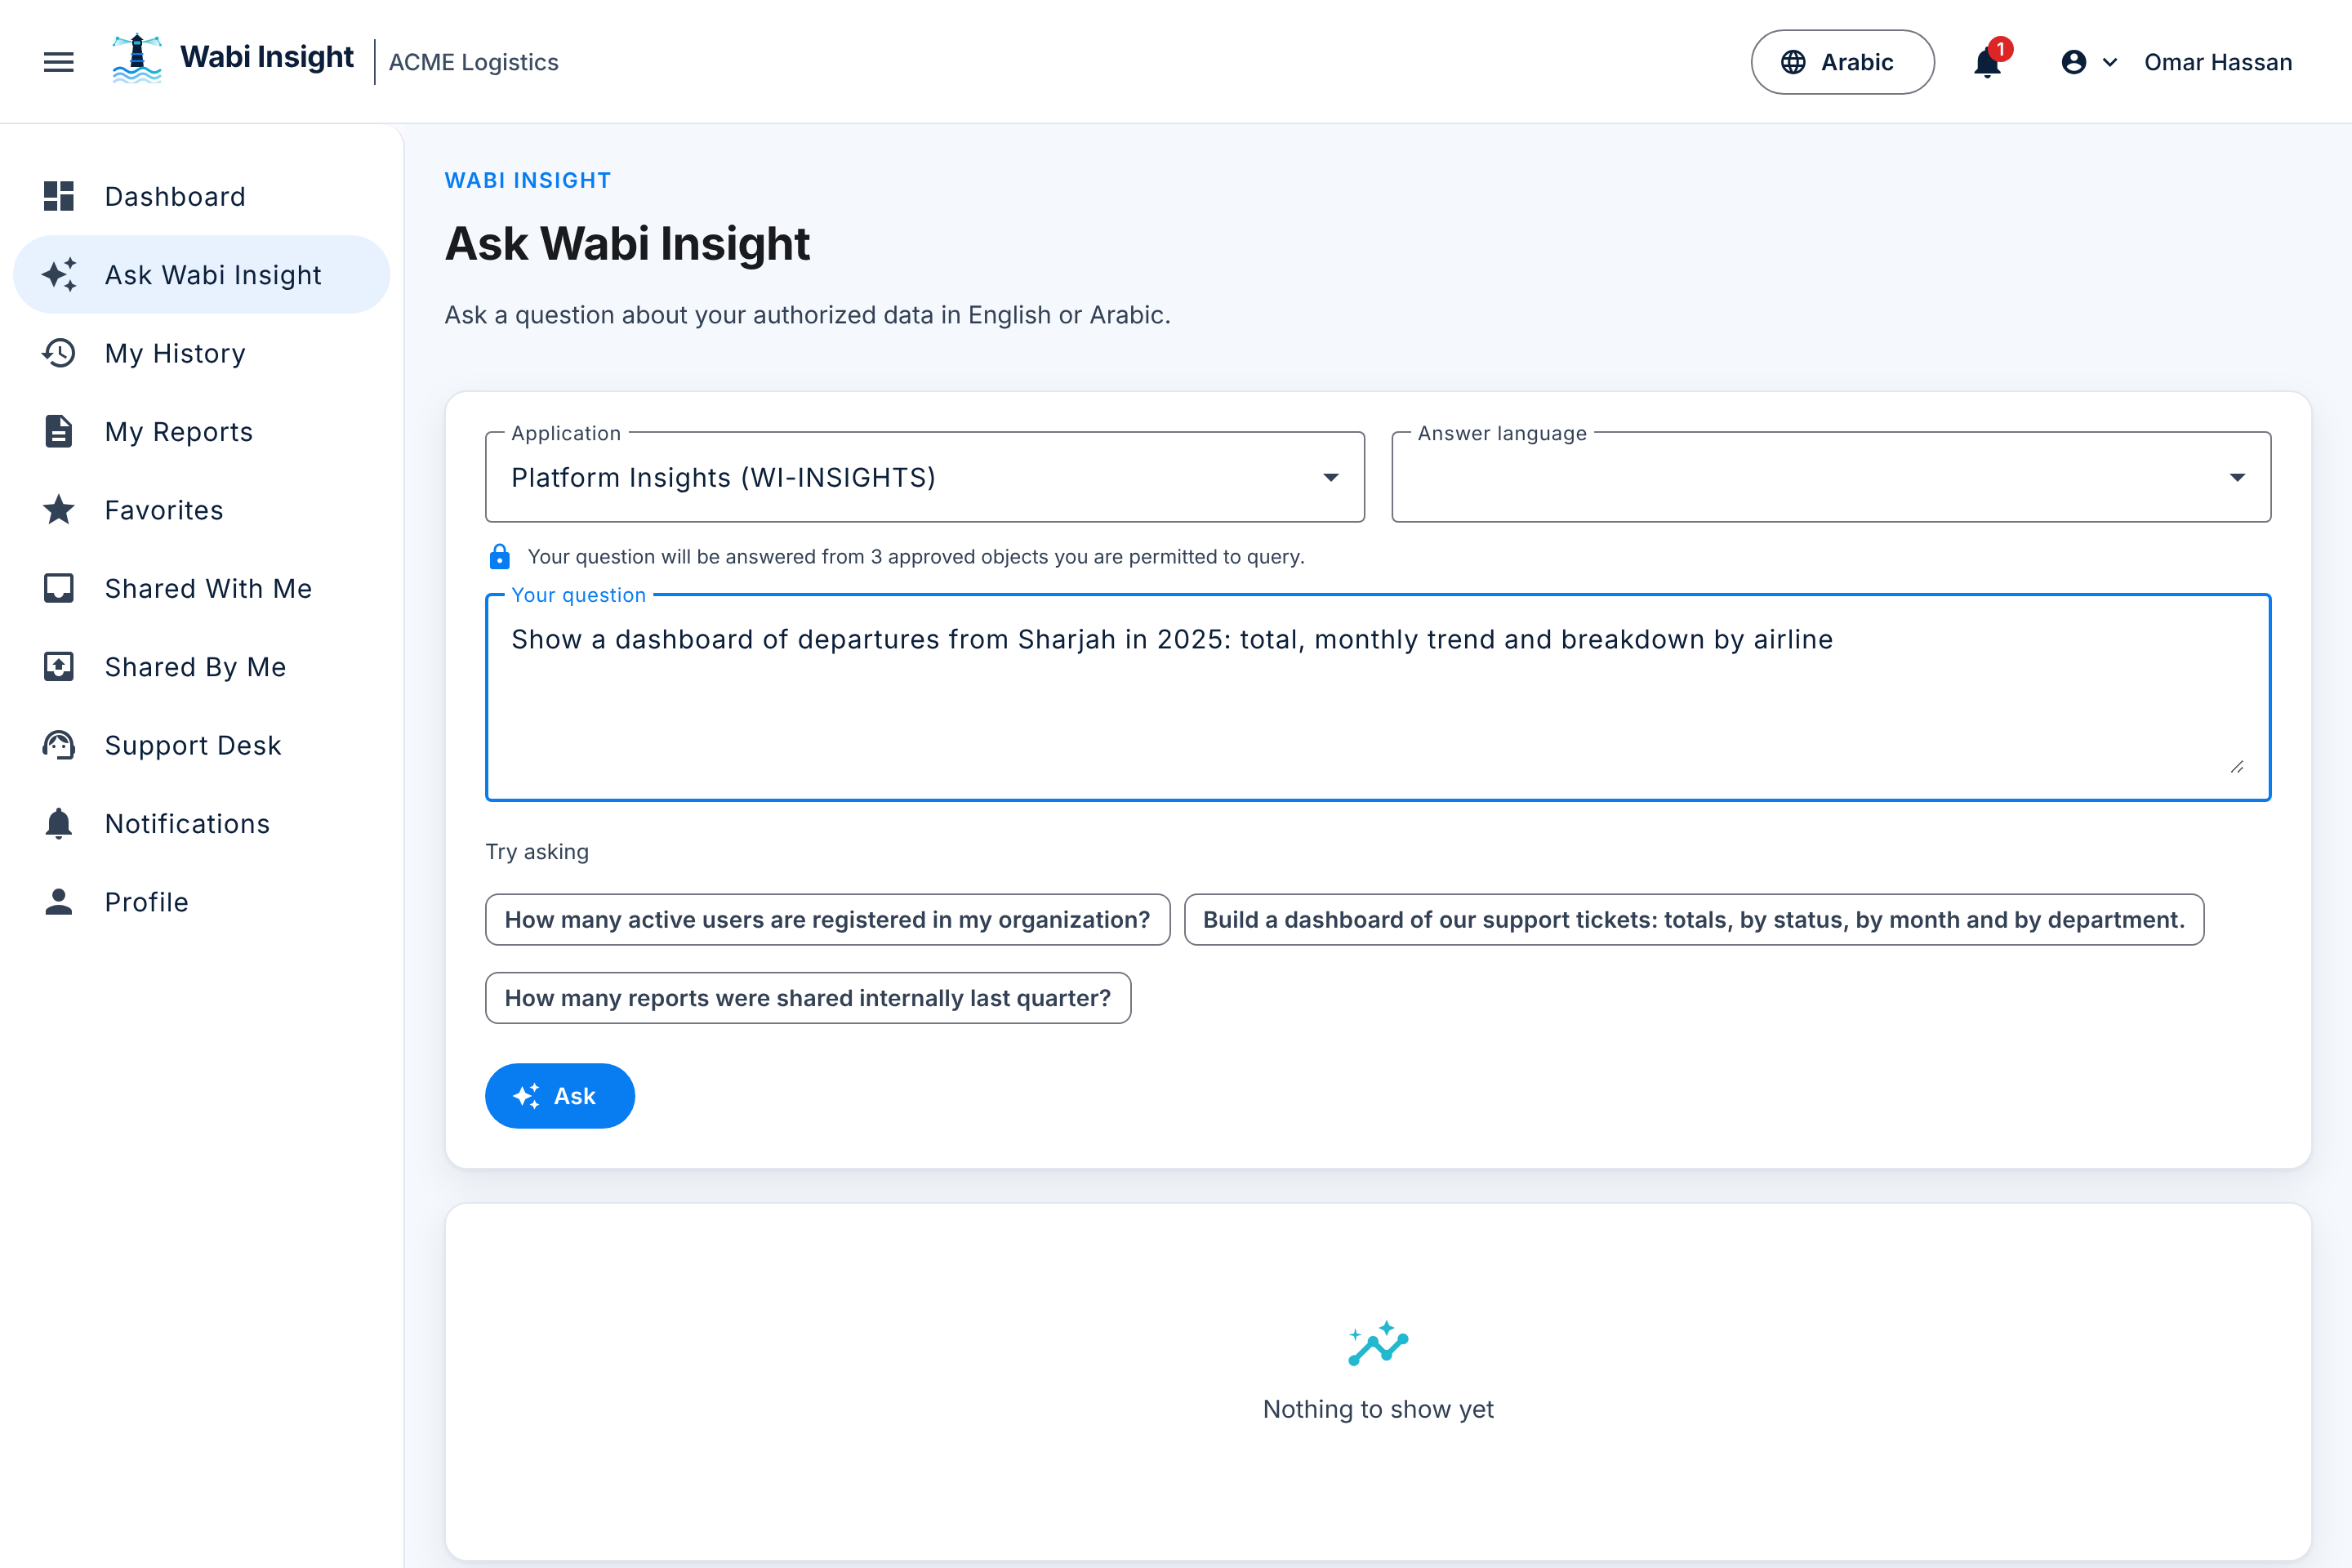 Wabi Insight
ACME Logistics
Arabic
1
Omar Hassan
Dashboard
Ask Wabi Insight
My History
My Reports
Favorites
Shared With Me
Shared By Me
Support Desk
Notifications
Profile
WABI INSIGHT
Ask Wabi Insight
Ask a question about your authorized data in English or Arabic.
Application
Platform Insights (WI-INSIGHTS)
Answer language
Your question will be answered from 3 approved objects you are permitted to query.
Your question
Show a dashboard of departures from Sharjah in 2025: total, monthly trend and breakdown by airline
Try asking
How many active users are registered in my organization?
Build a dashboard of our support tickets: totals, by status, by month and by department.
How many reports were shared internally last quarter?
Ask
Nothing to show yet